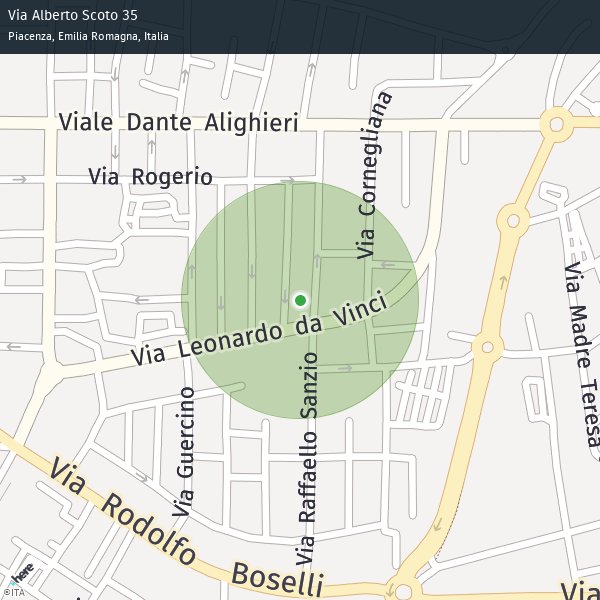 Via Alberto Scoto 35
Piacenza, Emilia Romagna, Italia
Viale Dante Alighieri
Via Rogerio
Via Cornegliana
Via Madre Teresa
Via Leonardo da Vinci
Via Guercino
Via Raffaello Sanzio
Via Rodolfo Boselli
Via
here
©ITA